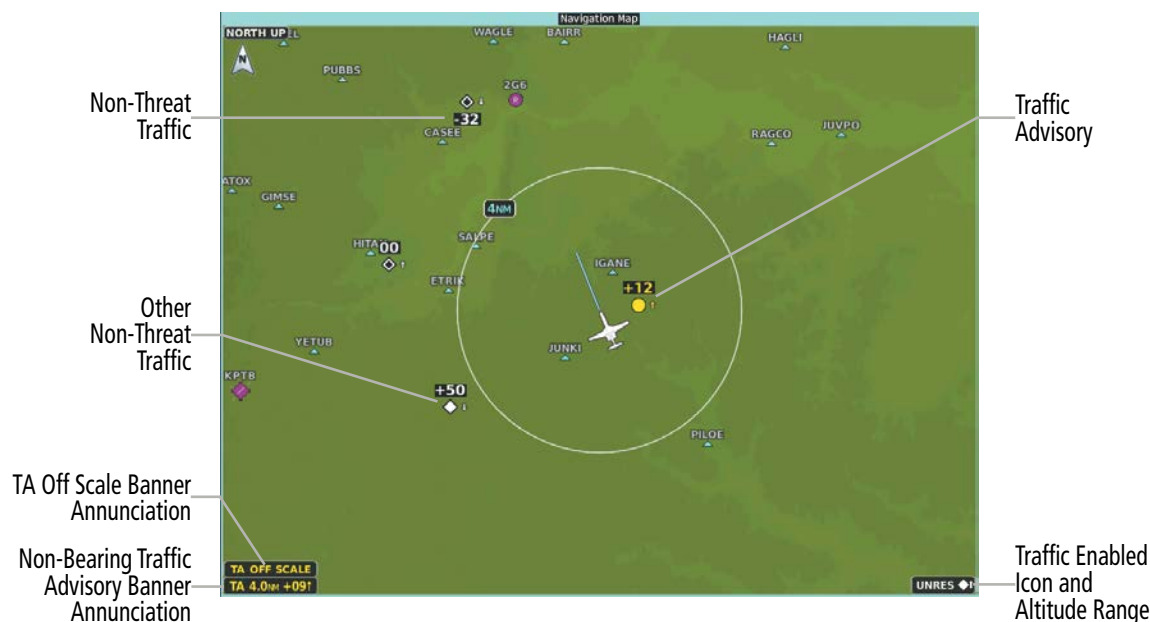 Navigation Map
NORTH UP
N
WAGLE
BAIRR
HAGLI
PUBBS
2G6
R
Non-Threat
Traffic
-32
CASEE
RAGCO
JUVPO
Traffic
Advisory
ATOX
GIMSE
4NM
SALPE
00
IGANE
ETRIK
+12
Other
Non-Threat
Traffic
YETUB
JUNKI
KPTB
+50
PILOE
TA Off Scale Banner
Annunciation
Non-Bearing Traffic
Advisory Banner
Annunciation
TA OFF SCALE
TA 4.0NM +09↑
UNRES
Traffic Enabled
Icon and
Altitude Range